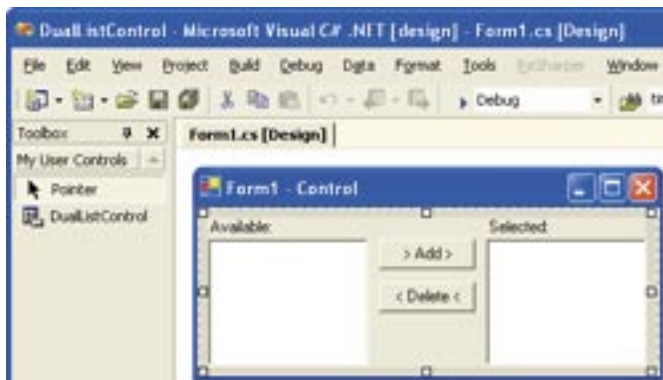 DualListControl - Microsoft Visual C# .NET [design] - Form1.cs [Design]
File Edit View Project Build Debug Data Format Tools ReSharper Window
Debug
Toolbox
Form1.cs [Design]
My User Controls
Pointer
DualListControl
Form1 - Control
Available:
Selected:
> Add >
< Delete <